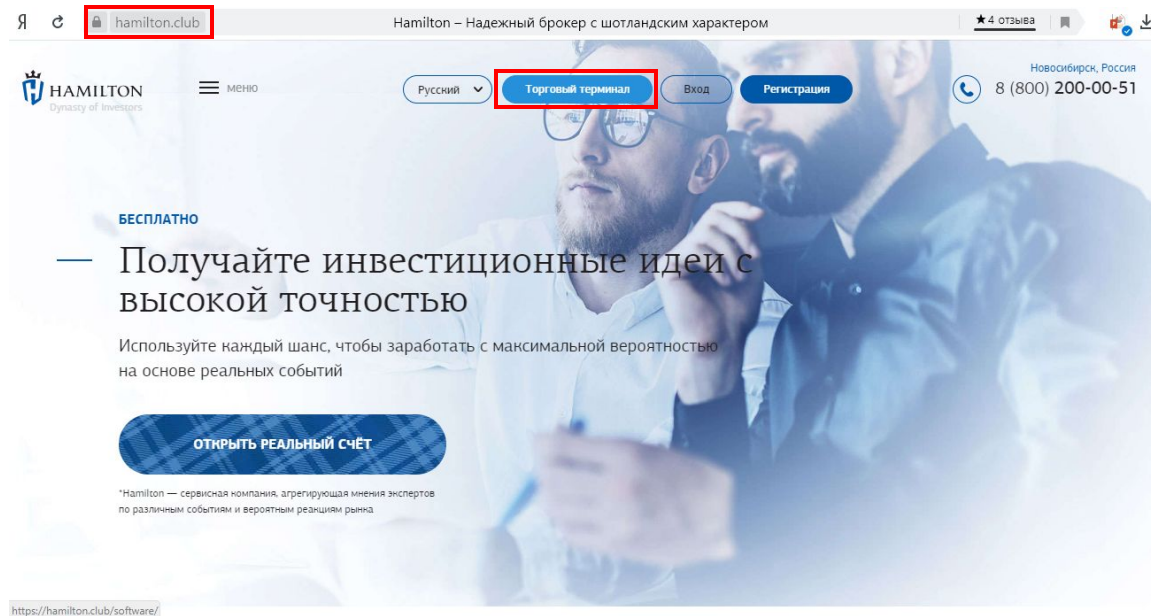 Я
hamilton.club
Hamilton – Надежный брокер с шотландским характером
★4 отзыва
HAMILTON
Dynasty of Investors
меню
Русский
Торговый терминал
Вход
Регистрация
Новосибирск, Россия
8 (800) 200-00-51
БЕСПЛАТНО
Получайте инвестиционные идеи с
высокой точностью
Используйте каждый шанс, чтобы заработать с максимальной вероятностью
на основе реальных событий
ОТКРЫТЬ РЕАЛЬНЫЙ СЧЁТ
*Hamilton — сервисная компания, агрегирующая мнения экспертов
по различным событиям и вероятным реакциям рынка
https://hamilton.club/software/